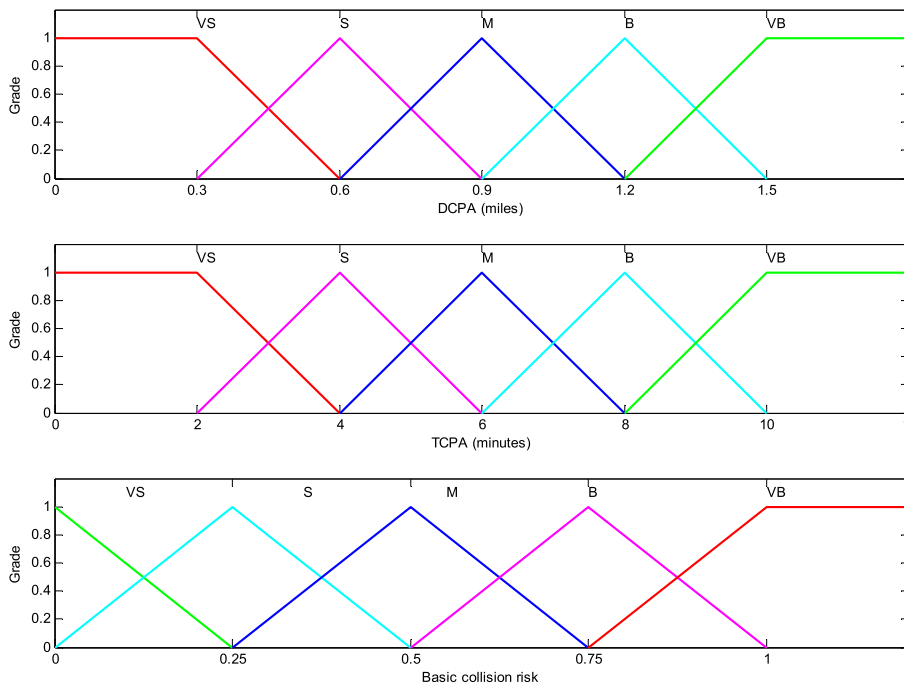 VS S M B VB
1
0.8
0.6
0.4
0.2
0
Grade
0 0.3 0.6 0.9 1.2 1.5
DCPA (miles)
VS S M B VB
1
0.8
0.6
0.4
0.2
0
Grade
0 2 4 6 8 10
TCPA (minutes)
VS S M B VB
1
0.8
0.6
0.4
0.2
0
Grade
0 0.25 0.5 0.75 1
Basic collision risk